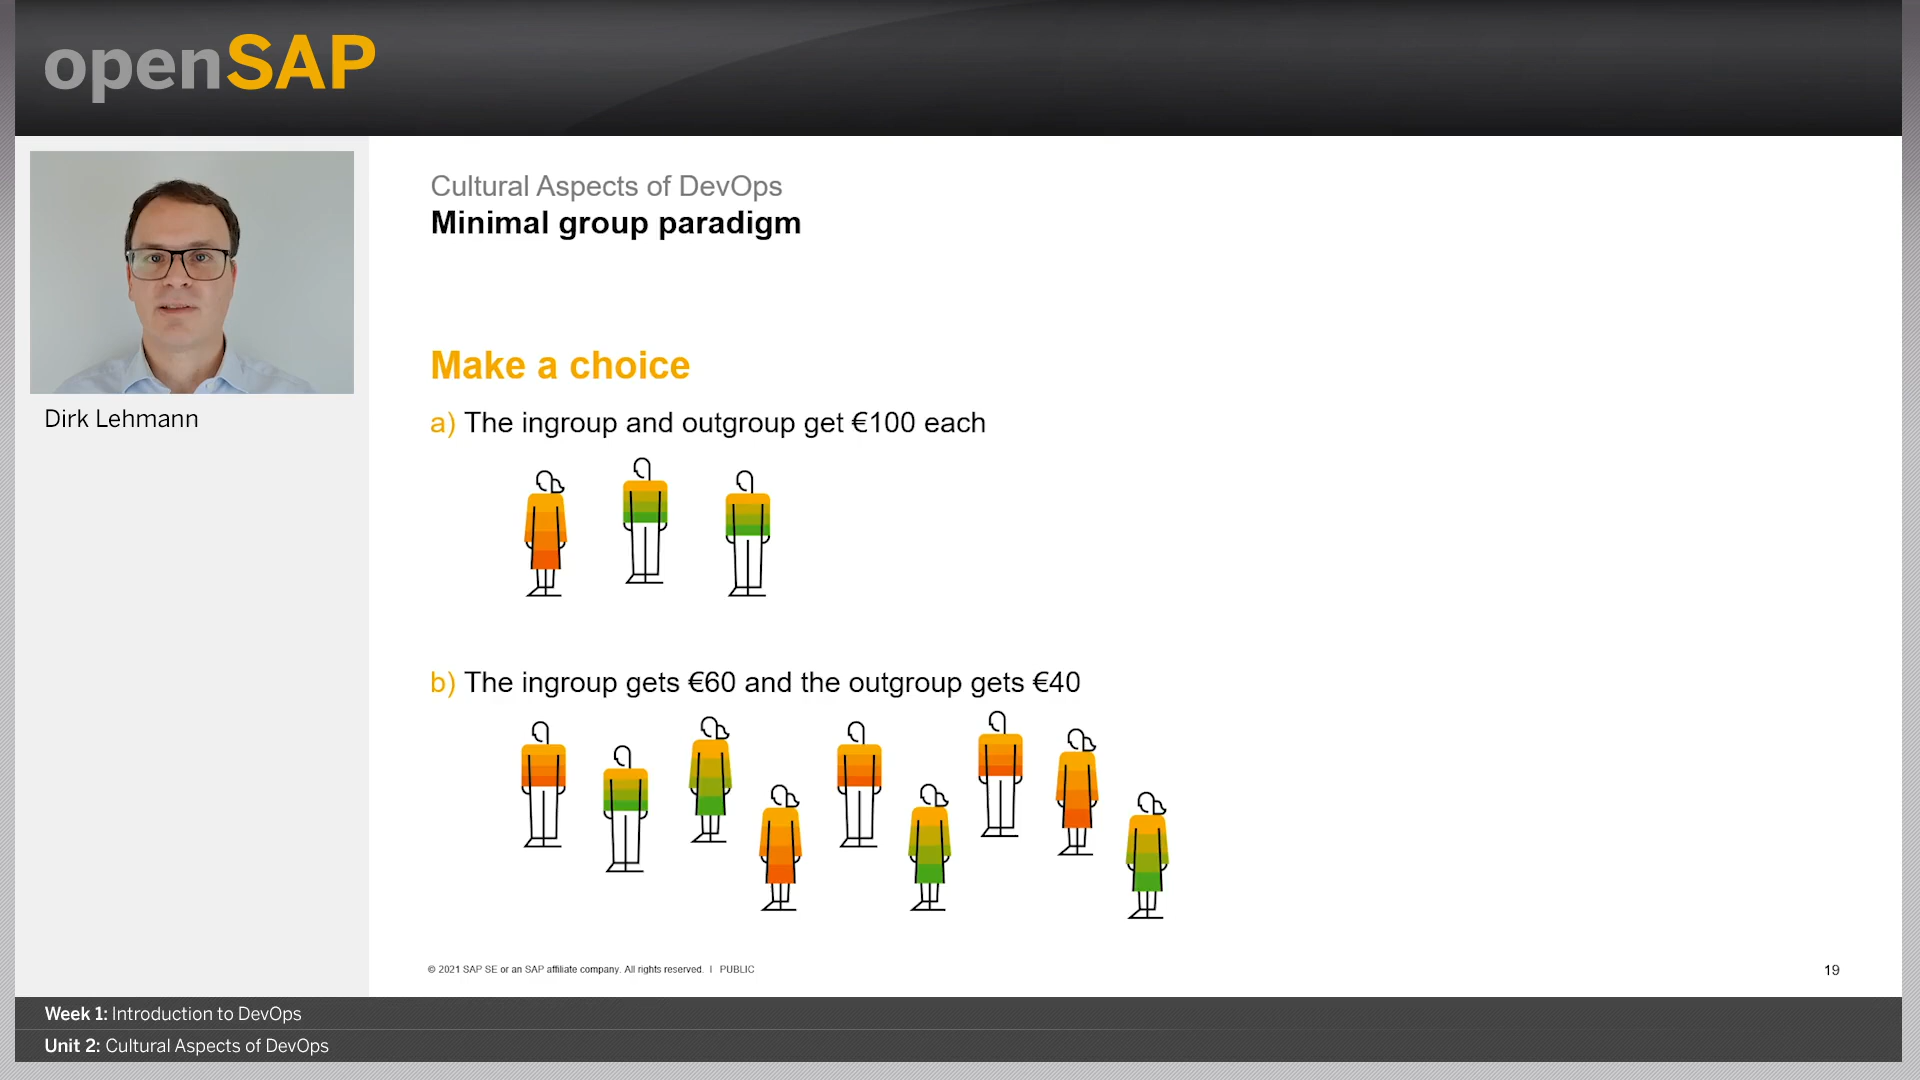 openSAP
Dirk Lehmann
Cultural Aspects of DevOps
Minimal group paradigm
Make a choice
a) The ingroup and outgroup get €100 each
b) The ingroup gets €60 and the outgroup gets €40
© 2021 SAP SE or an SAP affiliate company. All rights reserved. I PUBLIC
19
Week 1: Introduction to DevOps
Unit 2: Cultural Aspects of DevOps